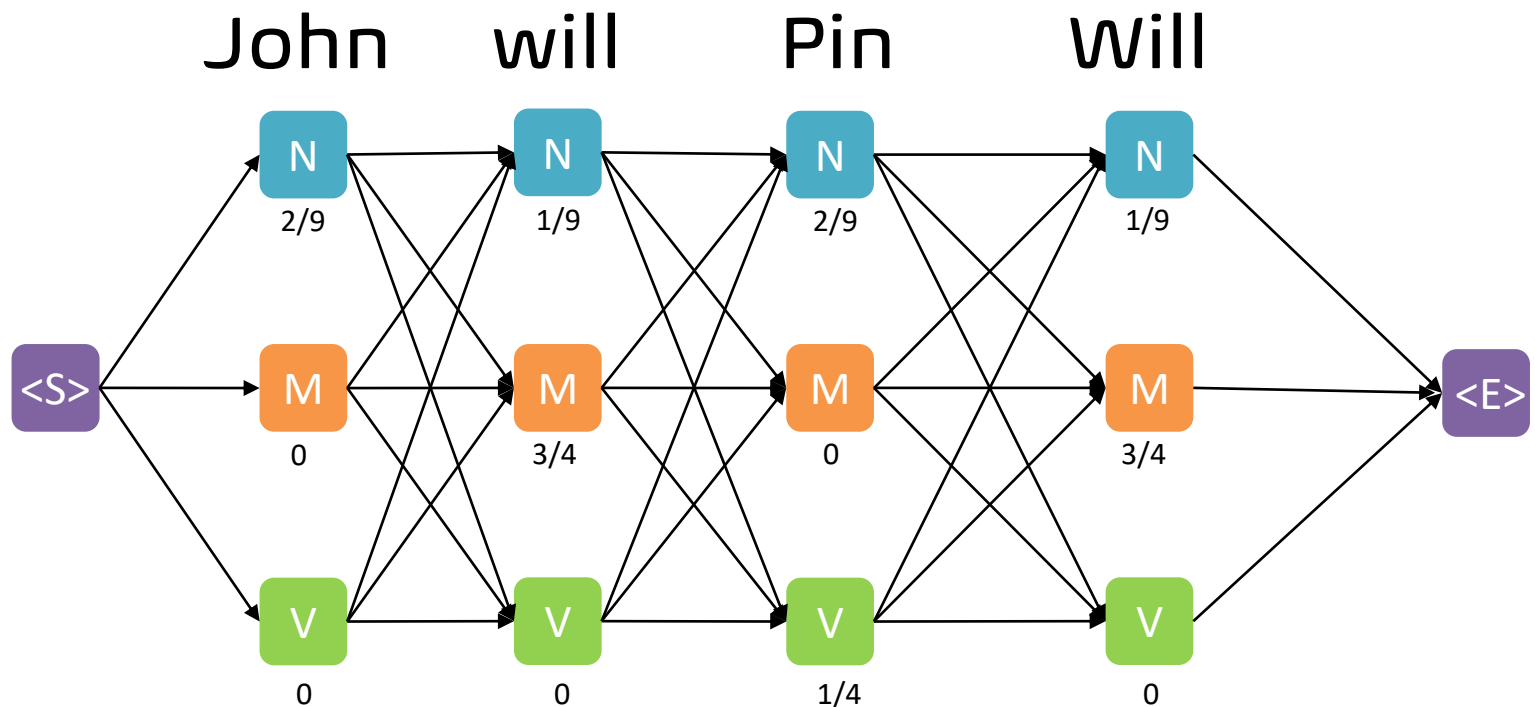 John will Pin Will
N N N N
2/9 1/9 2/9 1/9
<S> M M M M <E>
0 3/4 0 3/4
V V V V
0 0 1/4 0